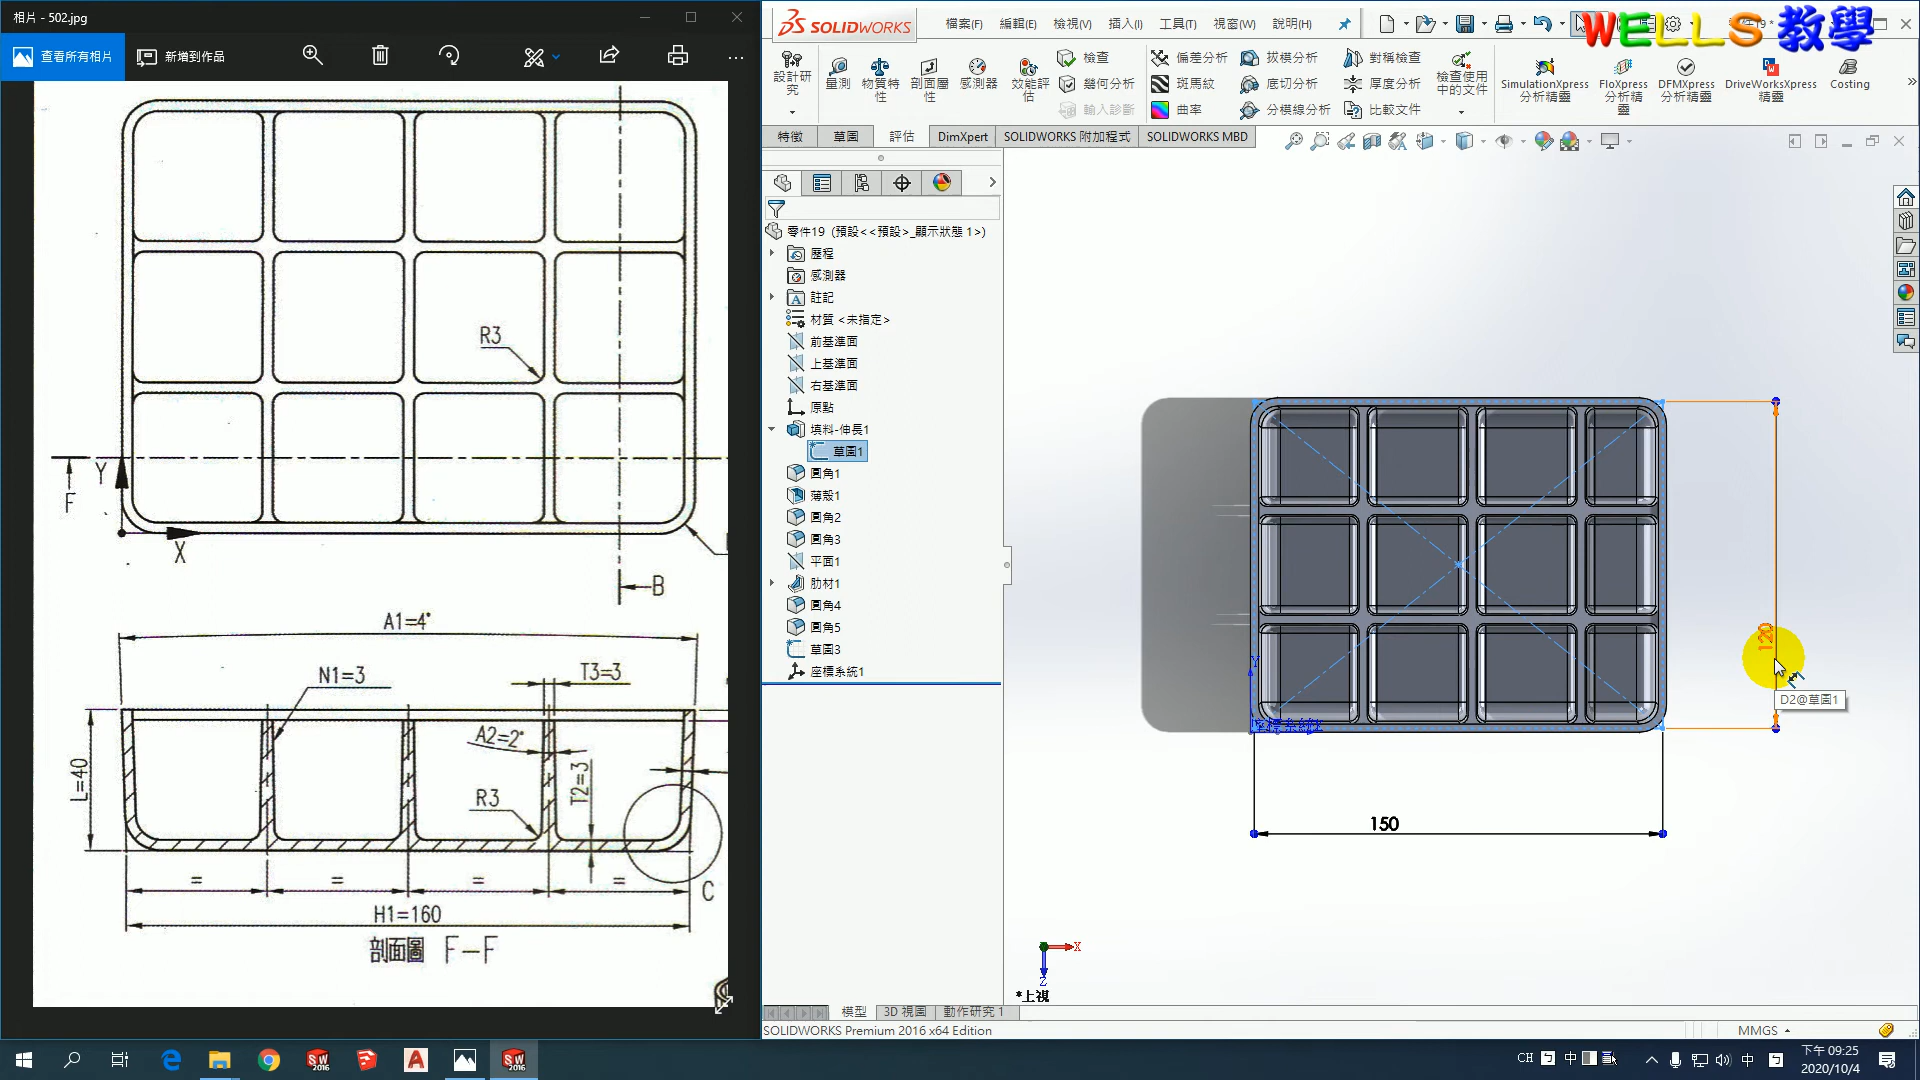 相片 - 502.jpg
查看所有相片
新增到作品
R3
Y
F
X
B
A1=4°
N1=3
T3=3
A2=2°
L=40
R3
T2=3
=
=
=
=
C
H1=160
剖面圖 F-F
SOLIDWORKS
檔案(F)
編輯(E)
檢視(V)
插入(I)
工具(T)
視窗(W)
說明(H)
WELLS教學
設計研究
量測
物質特性
剖面屬性
感測器
效能評估
檢查
幾何分析
輸入診斷
偏差分析
斑馬紋
曲率
拔模分析
底切分析
分模線分析
對稱檢查
厚度分析
比較文件
檢查使用中的文件
SimulationXpress 分析精靈
FloXpress 分析精靈
DFMXpress 分析精靈
DriveWorksXpress 精靈
Costing
特徵
草圖
評估
DimXpert
SOLIDWORKS 附加程式
SOLIDWORKS MBD
零件19 (預設<<預設>_顯示狀態 1>)
歷程
感測器
註記
材質 <未指定>
前基準面
上基準面
右基準面
原點
填料-伸長1
草圖1
圓角1
薄殼1
圓角2
圓角3
平面1
肋材1
圓角4
圓角5
草圖3
座標系統1
Y
座標系統1
120
D2@草圖1
150
X
Z
*上視
模型
3D 視圖
動作研究 1
SOLIDWORKS Premium 2016 x64 Edition
MMGS
CH
中
中
下午 09:25
2020/10/4